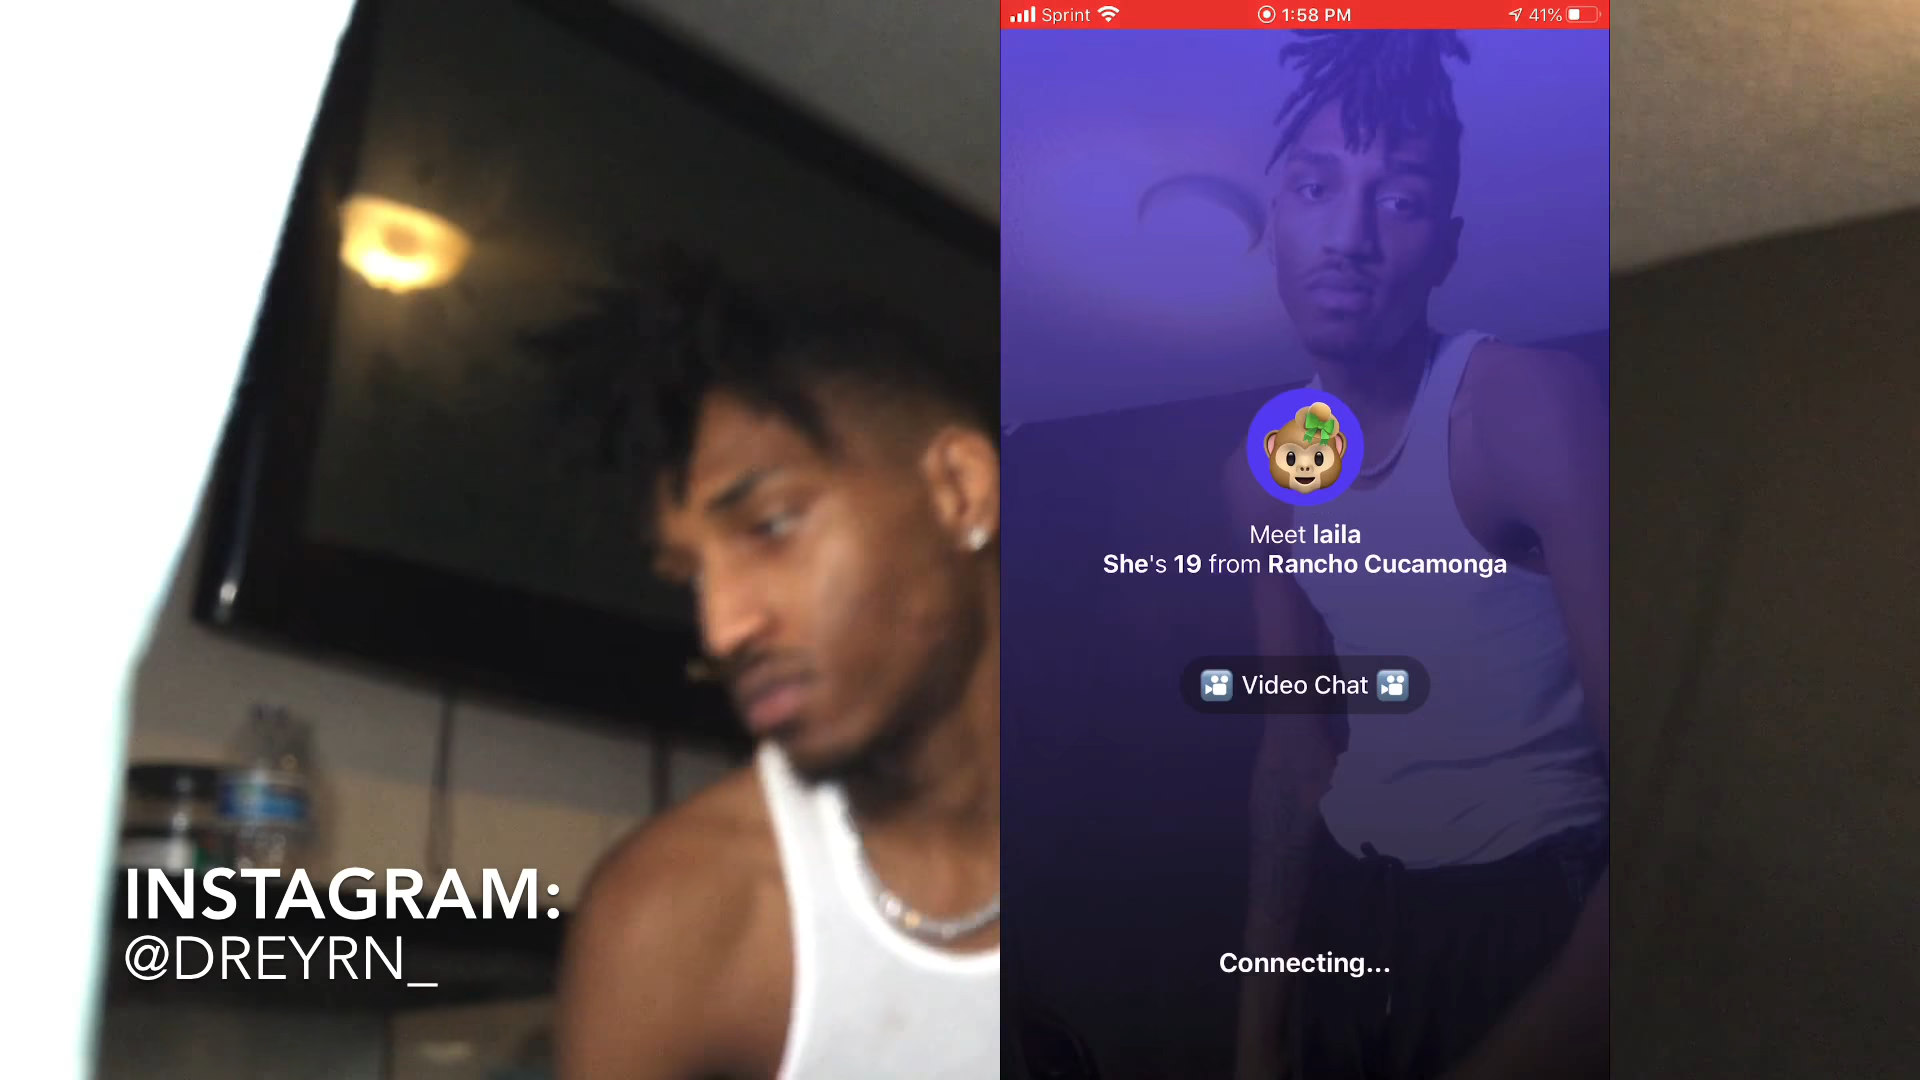 Sprint 1:58 PM 41%
Meet laila
She's 19 from Rancho Cucamonga
Video Chat
Connecting...
INSTAGRAM:
@DREYRN_